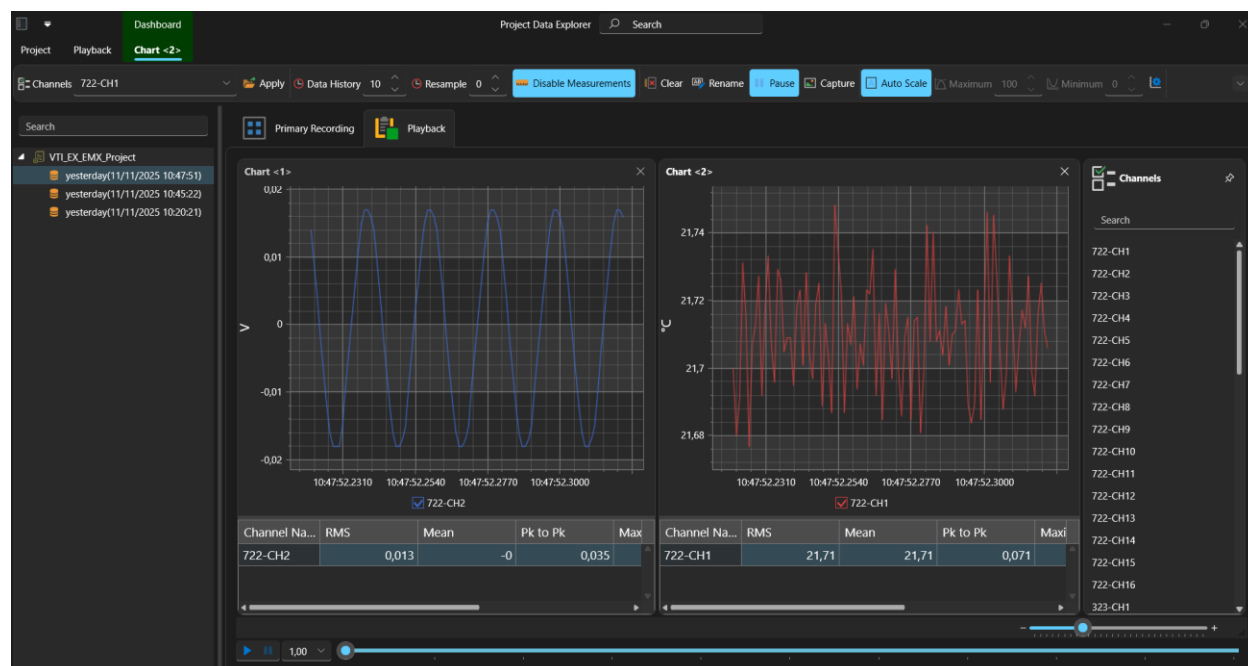 Dashboard
Project Data Explorer
Search
Project Playback Chart <2>
Channels 722-CH1 Apply Data History 10 Resample 0 Disable Measurements Clear Rename Pause Capture Auto Scale Maximum 100 Minimum 0
Search
VTI_EX_EMX_Project
yesterday(11/11/2025 10:47:51)
yesterday(11/11/2025 10:45:22)
yesterday(11/11/2025 10:20:21)
Primary Recording Playback
Chart <1>
0,02
0,01
0
-0,01
-0,02
V
10:47:52.2310 10:47:52.2540 10:47:52.2770 10:47:52.3000
722-CH2
Channel Na... RMS Mean Pk to Pk Max
722-CH2 0,013 -0 0,035
Chart <2>
21,74
21,72
21,7
21,68
°C
10:47:52.2310 10:47:52.2540 10:47:52.2770 10:47:52.3000
722-CH1
Channel Na... RMS Mean Pk to Pk Maxi
722-CH1 21,71 21,71 0,071
Channels
Search
722-CH1
722-CH2
722-CH3
722-CH4
722-CH5
722-CH6
722-CH7
722-CH8
722-CH9
722-CH10
722-CH11
722-CH12
722-CH13
722-CH14
722-CH15
722-CH16
323-CH1
- +
1,00